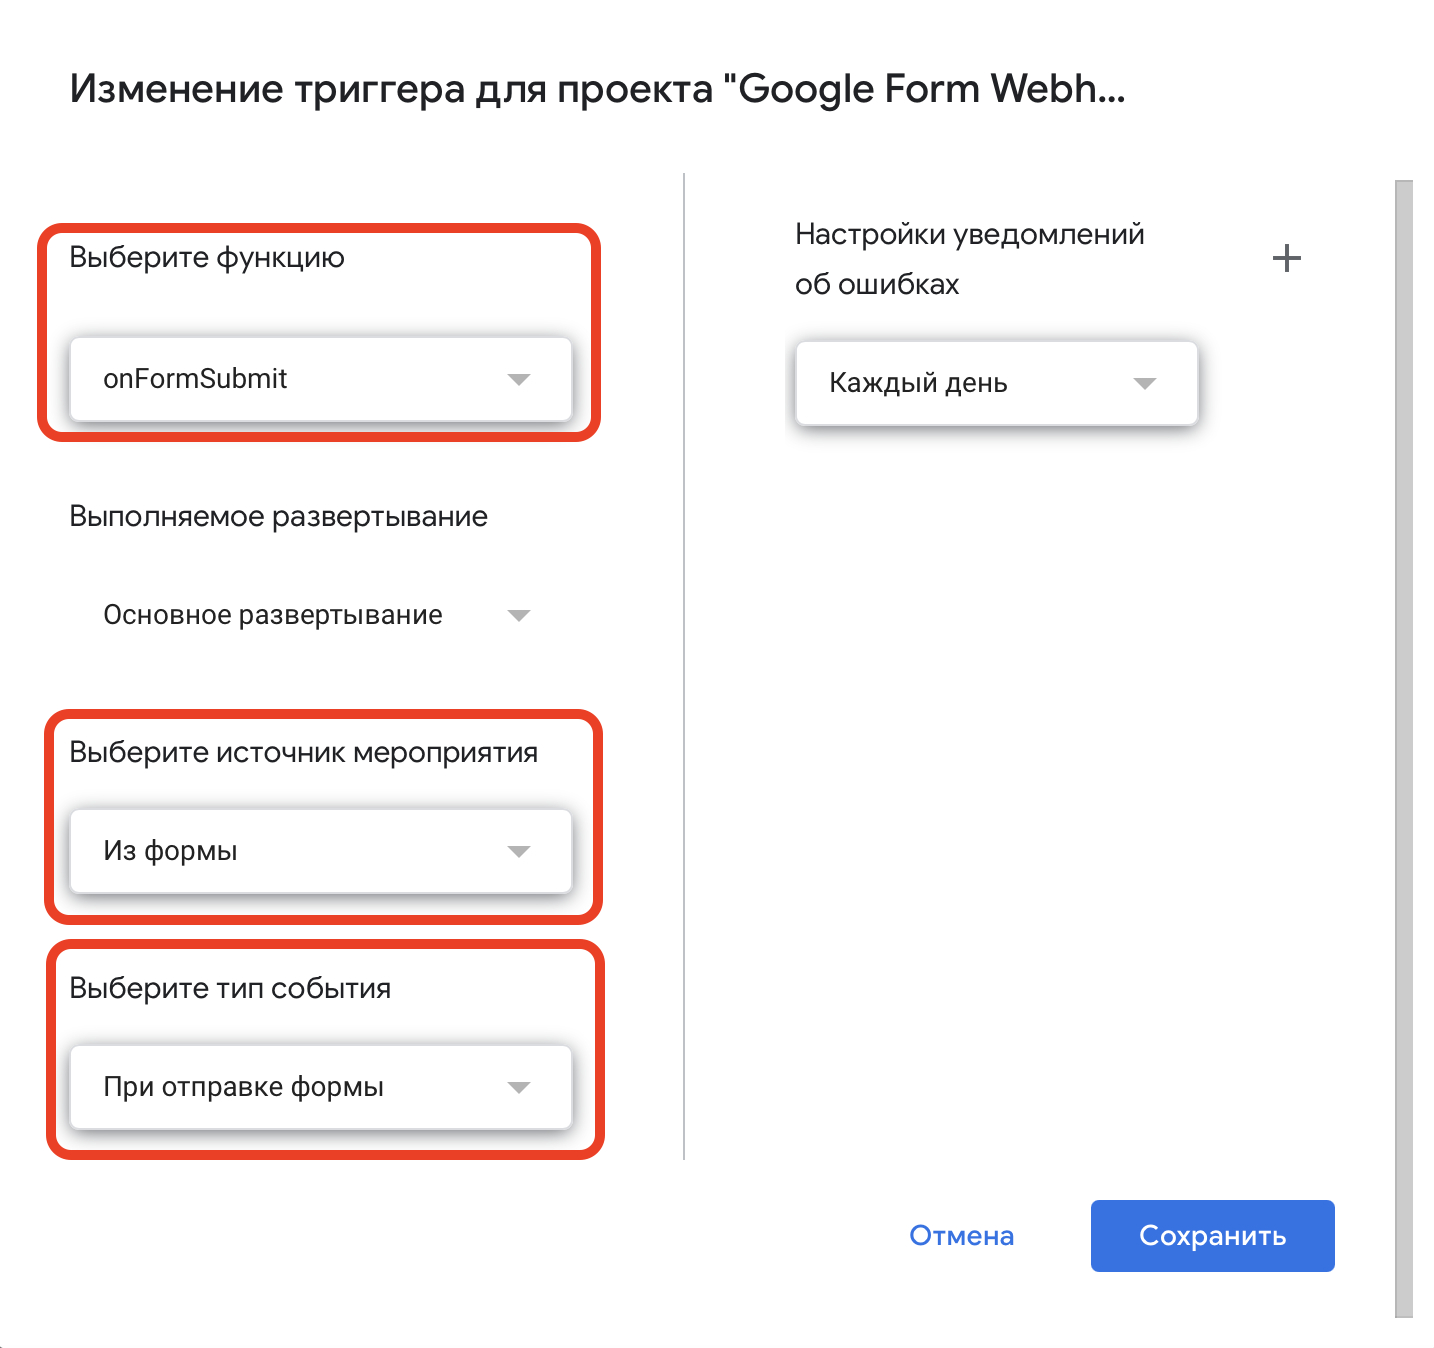 Изменение триггера для проекта "Google Form Webh...
Выберите функцию
onFormSubmit
Выполняемое развертывание
Основное развертывание
Выберите источник мероприятия
Из формы
Выберите тип события
При отправке формы
Настройки уведомлений
об ошибках
Каждый день
Отмена
Сохранить